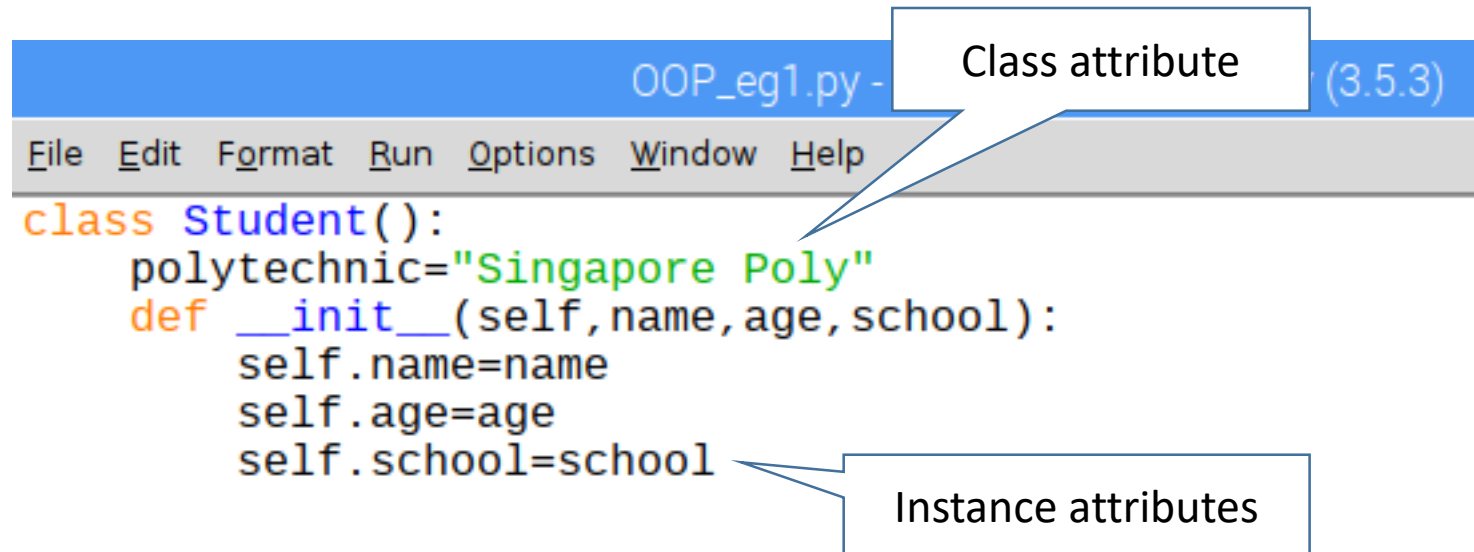 Class attribute
OOP_eg1.py - (3.5.3)
File Edit Format Run Options Window Help
class Student():
    polytechnic="Singapore Poly"
    def __init__(self,name,age,school):
        self.name=name
        self.age=age
        self.school=school
Instance attributes